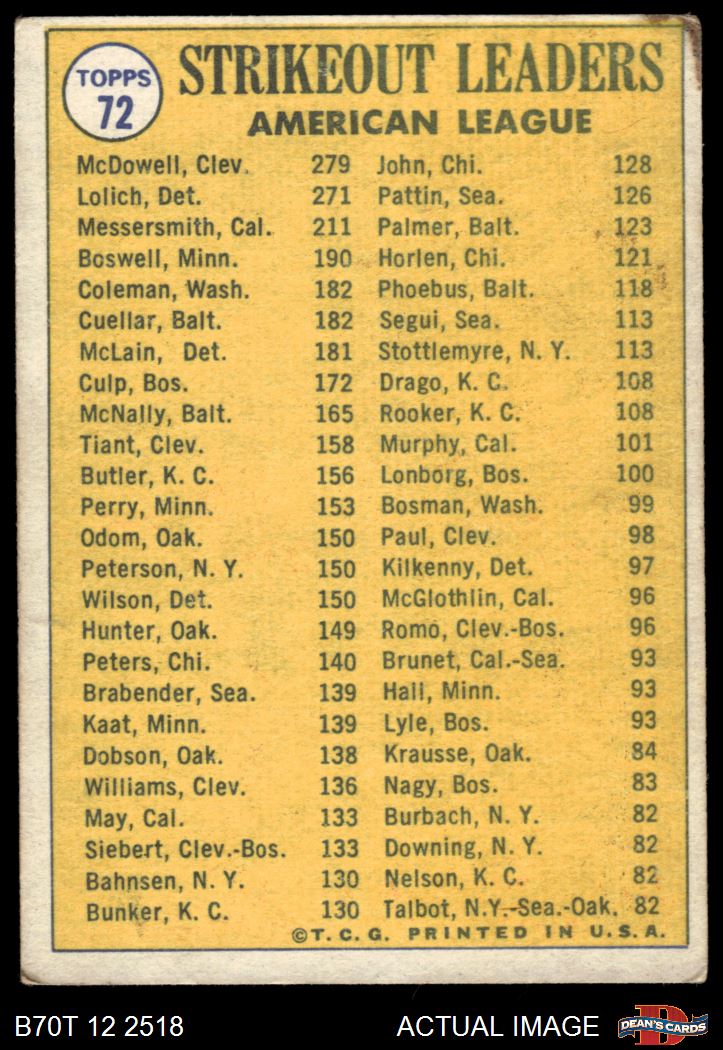 TOPPS
72
STRIKEOUT LEADERS
AMERICAN LEAGUE
McDowell, Clev. 279
Lolich, Det. 271
Messersmith, Cal. 211
Boswell, Minn. 190
Coleman, Wash. 182
Cuellar, Balt. 182
McLain, Det. 181
Culp, Bos. 172
McNally, Balt. 165
Tiant, Clev. 158
Butler, K. C. 156
Perry, Minn. 153
Odom, Oak. 150
Peterson, N. Y. 150
Wilson, Det. 150
Hunter, Oak. 149
Peters, Chi. 140
Brabender, Sea. 139
Kaat, Minn. 139
Dobson, Oak. 138
Williams, Clev. 136
May, Cal. 133
Siebert, Clev.-Bos. 133
Bahnsen, N. Y. 130
Bunker, K. C. 130
John, Chi. 128
Pattin, Sea. 126
Palmer, Balt. 123
Horlen, Chi. 121
Phoebus, Balt. 118
Segui, Sea. 113
Stottlemyre, N. Y. 113
Drago, K. C. 108
Rooker, K. C. 108
Murphy, Cal. 101
Lonborg, Bos. 100
Bosman, Wash. 99
Paul, Clev. 98
Kilkenny, Det. 97
McGlothlin, Cal. 96
Romo, Clev.-Bos. 96
Brunet, Cal.-Sea. 93
Hall, Minn. 93
Lyle, Bos. 93
Krausse, Oak. 84
Nagy, Bos. 83
Burbach, N. Y. 82
Downing, N. Y. 82
Nelson, K. C. 82
Talbot, N.Y.-Sea.-Oak. 82
©T. C. G. PRINTED IN U.S.A.
B70T 12 2518
ACTUAL IMAGE
D
DEAN'S CARDS